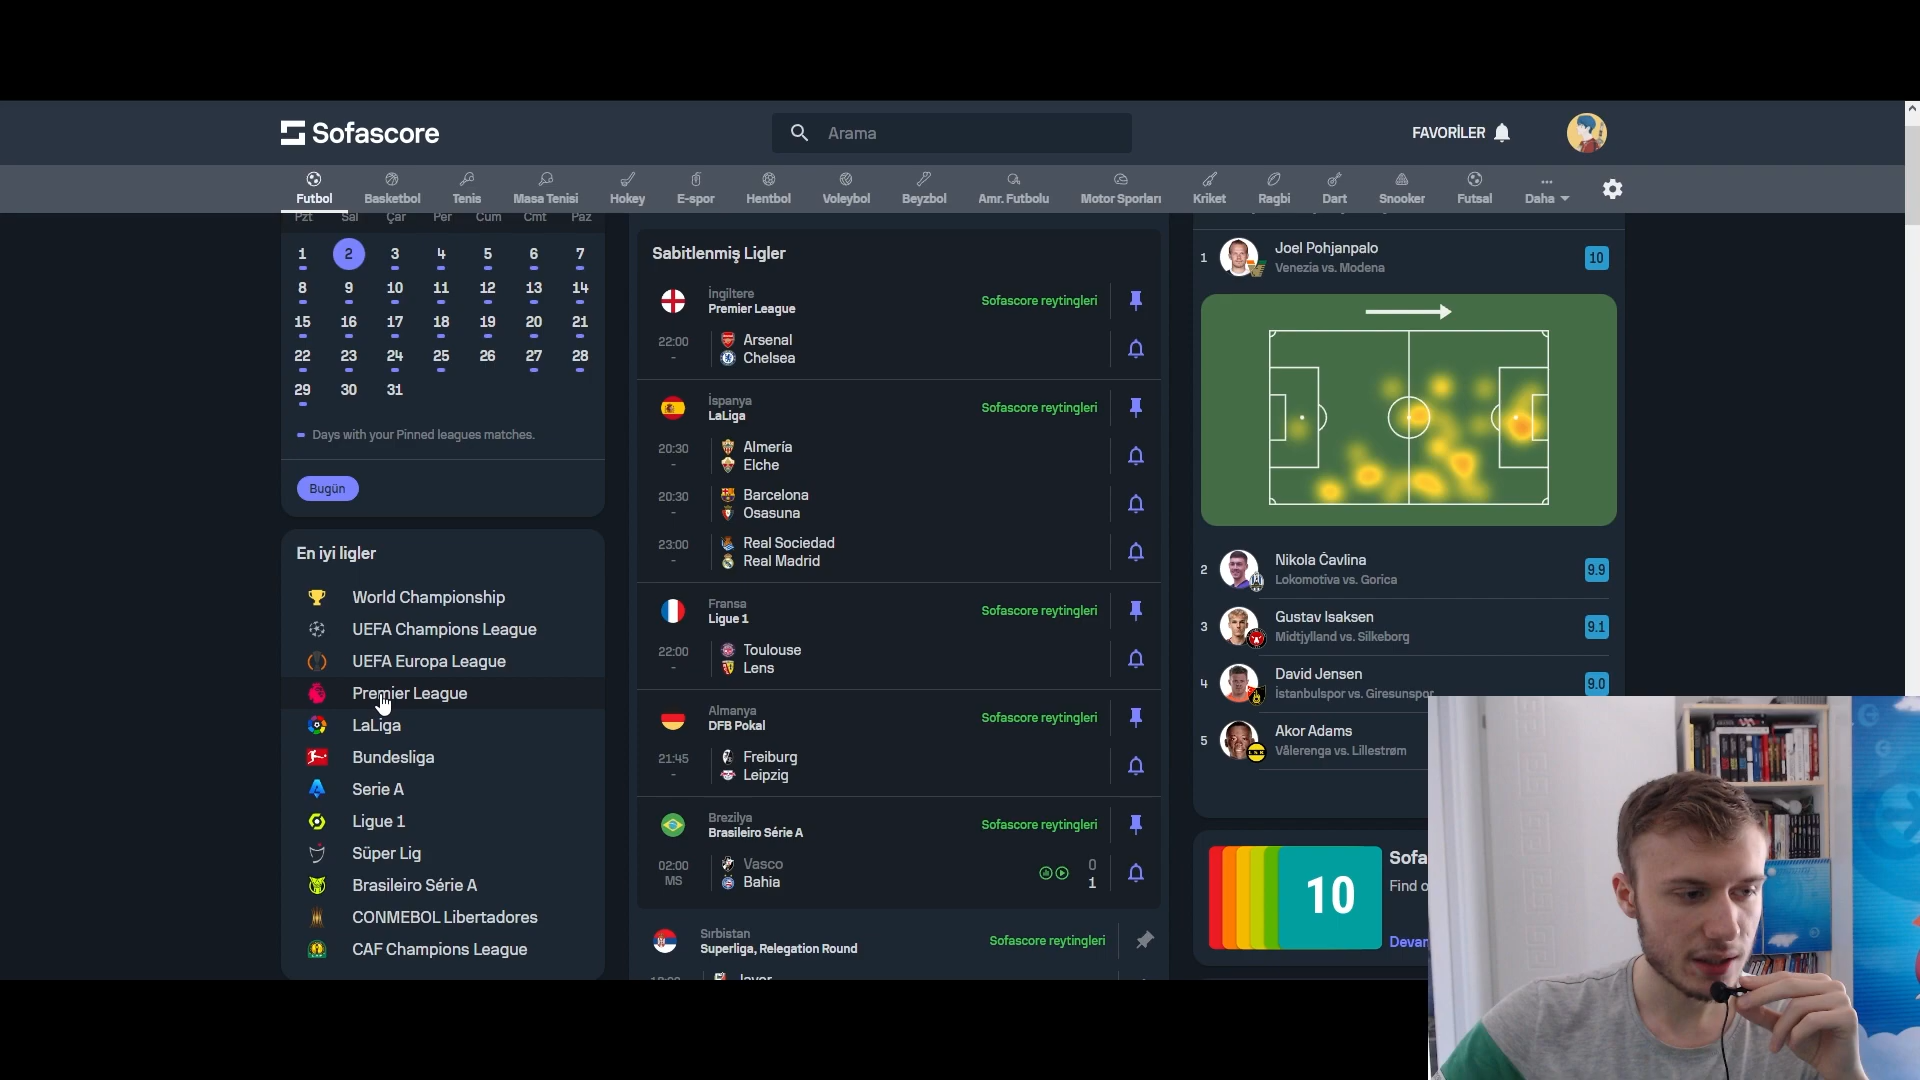 Sofascore
Arama
FAVORİLER
Futbol
Basketbol
Tenis
Masa Tenisi
Hokey
E-spor
Hentbol
Voleybol
Beyzbol
Amr. Futbolu
Motor Sporları
Kriket
Ragbi
Dart
Snooker
Futsal
Daha
Pzt Sal Çar Per Cum Cmt Paz
1 2 3 4 5 6 7
8 9 10 11 12 13 14
15 16 17 18 19 20 21
22 23 24 25 26 27 28
29 30 31
Days with your Pinned leagues matches.
Bugün
En iyi ligler
World Championship
UEFA Champions League
UEFA Europa League
Premier League
LaLiga
Bundesliga
Serie A
Ligue 1
Süper Lig
Brasileiro Série A
CONMEBOL Libertadores
CAF Champions League
Sabitlenmiş Ligler
İngiltere
Premier League
Sofascore reytingleri
22:00 Arsenal
- Chelsea
İspanya
LaLiga
Sofascore reytingleri
20:30 Almería
- Elche
20:30 Barcelona
- Osasuna
23:00 Real Sociedad
- Real Madrid
Fransa
Ligue 1
Sofascore reytingleri
22:00 Toulouse
- Lens
Almanya
DFB Pokal
Sofascore reytingleri
21:45 Freiburg
- Leipzig
Brezilya
Brasileiro Série A
Sofascore reytingleri
02:00 Vasco 0
MS Bahia 1
Sırbistan
Superliga, Relegation Round
Sofascore reytingleri
1 Joel Pohjanpalo 10
Venezia vs. Modena
2 Nikola Čavlina 9.9
Lokomotiva vs. Gorica
3 Gustav Isaksen 9.1
Midtjylland vs. Silkeborg
4 David Jensen 9.0
İstanbulspor vs. Giresunspor
5 Akor Adams
Vålerenga vs. Lillestrøm
10
Sofa
Find o
Devar